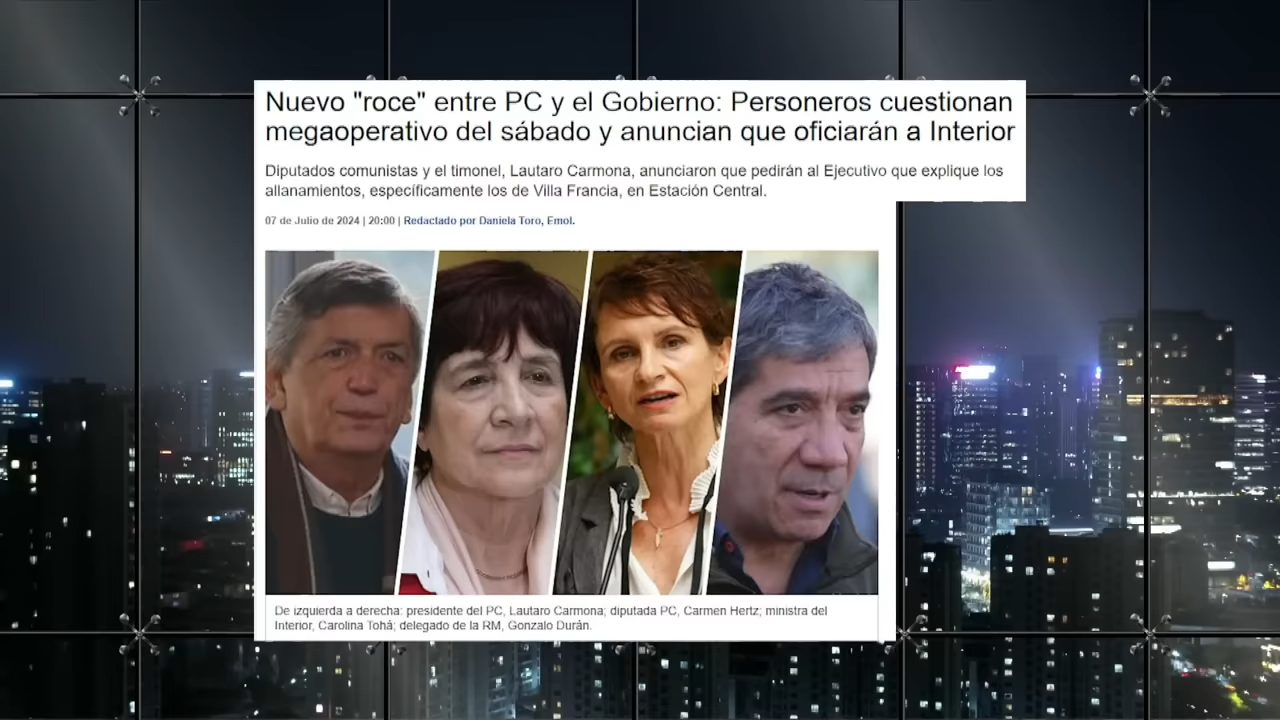 Nuevo "roce" entre PC y el Gobierno: Personeros cuestionan
megaoperativo del sábado y anuncian que oficiarán a Interior
Diputados comunistas y el timonel, Lautaro Carmona, anunciaron que pedirán al Ejecutivo que explique los
allanamientos, específicamente los de Villa Francia, en Estación Central.
07 de Julio de 2024 | 20:00 | Redactado por Daniela Toro, Emol.
De izquierda a derecha: presidente del PC, Lautaro Carmona; diputada PC, Carmen Hertz; ministra del
Interior, Carolina Tohá; delegado de la RM, Gonzalo Durán.